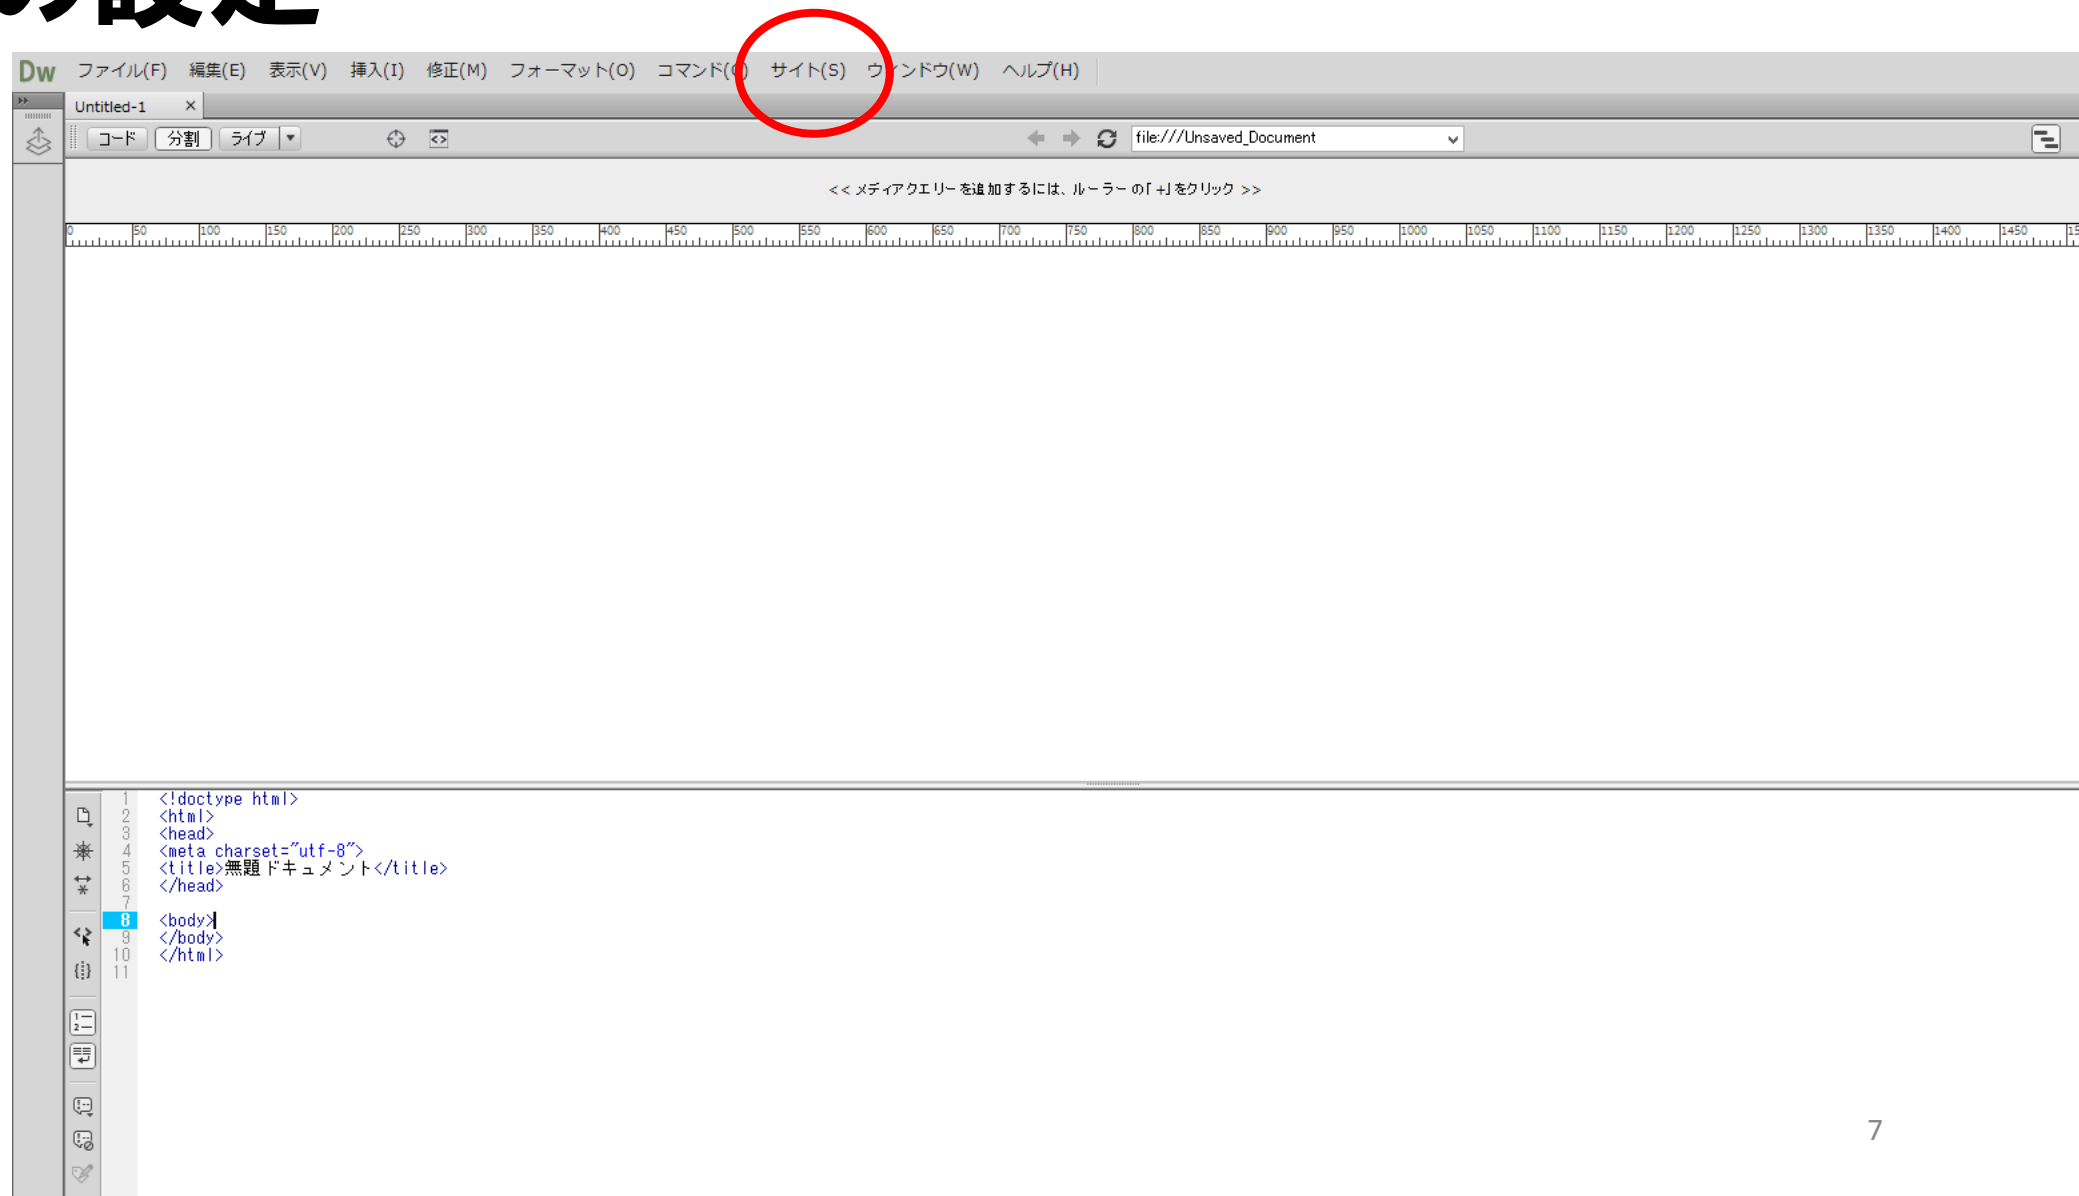 の設定
Dw ファイル(F) 編集(E) 表示(V) 挿入(I) 修正(M) フォーマット(O) コマンド(C) サイト(S) ウィンドウ(W) ヘルプ(H)
Untitled-1 ×
コード 分割 ライブ file:///Unsaved_Document
<< メディアクエリーを追加するには、ルーラーの「+」をクリック >>
0 50 100 150 200 250 300 350 400 450 500 550 600 650 700 750 800 850 900 950 1000 1050 1100 1150 1200 1250 1300 1350 1400 1450
1 <!doctype html>
2 <html>
3 <head>
4 <meta charset="utf-8">
5 <title>無題ドキュメント</title>
6 </head>
7
8 <body>
9 </body>
10 </html>
11
7